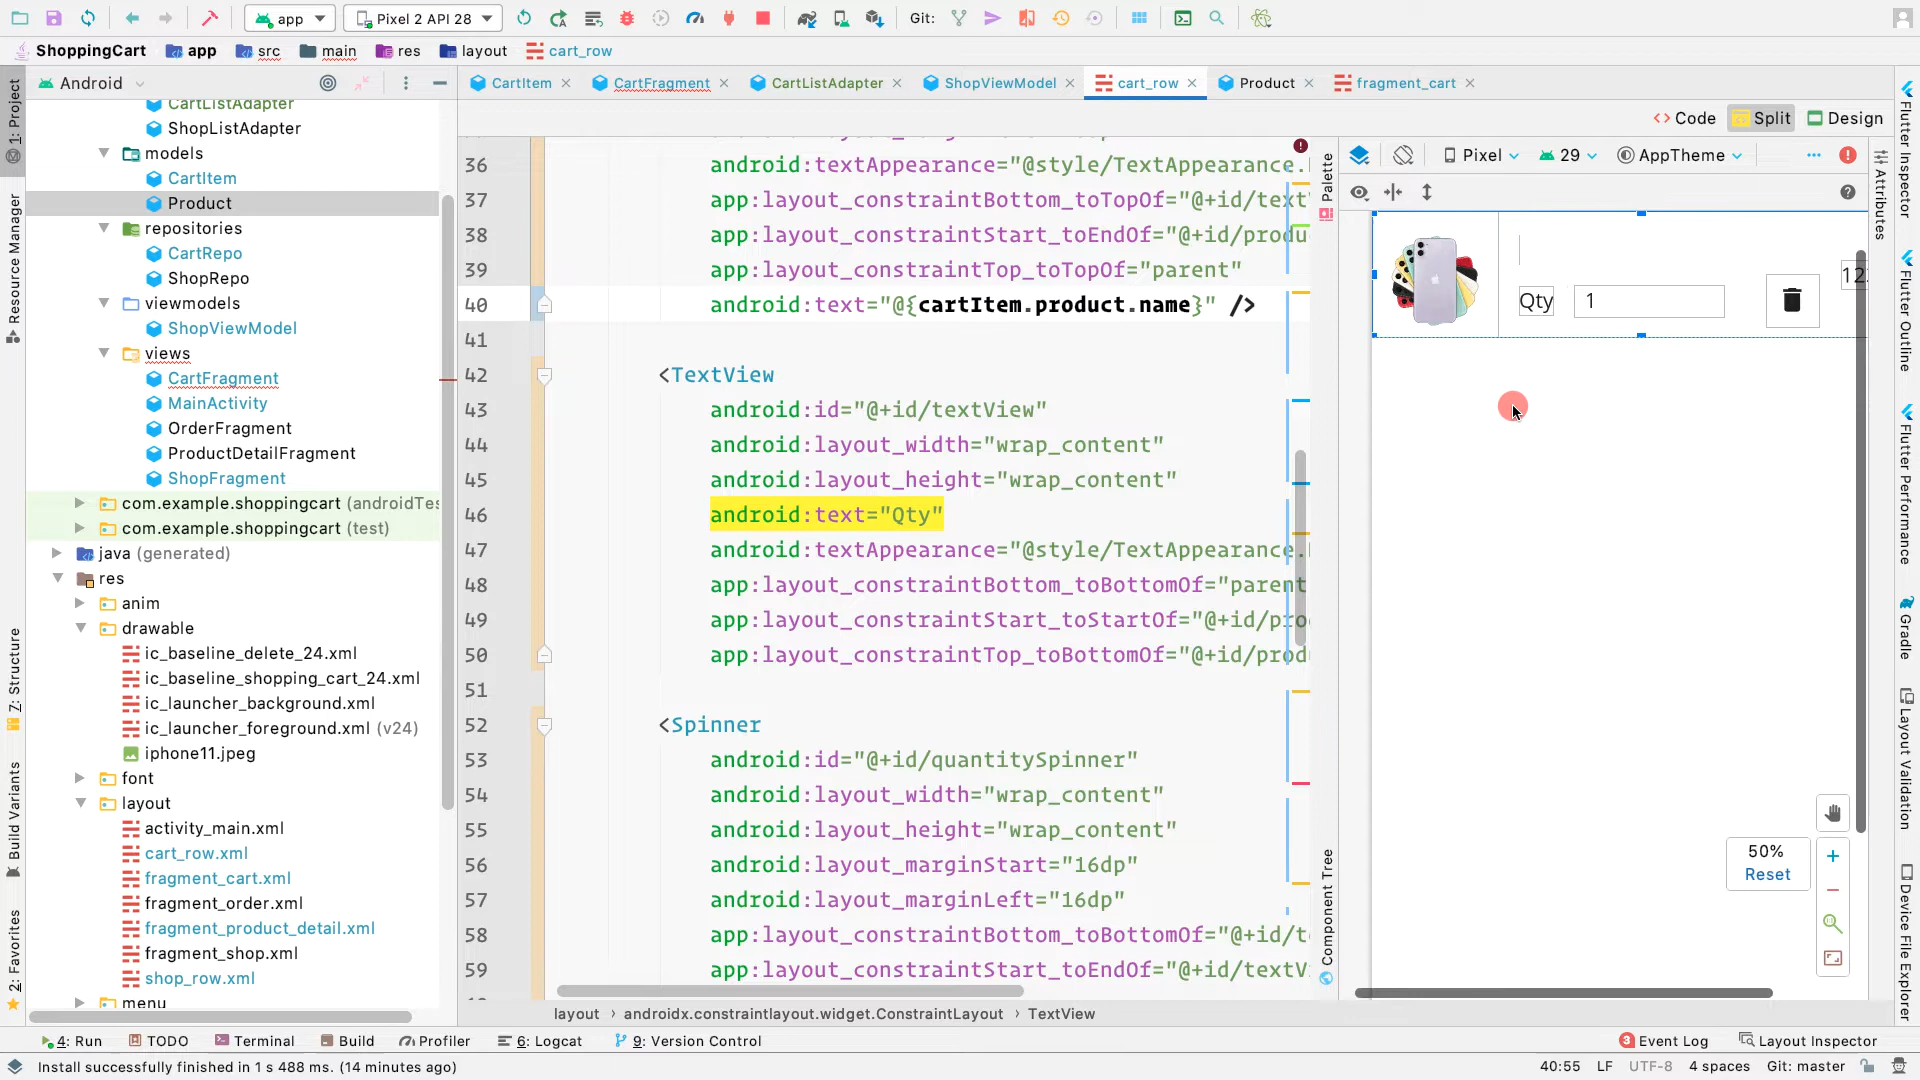 app
Pixel 2 API 28
Git:
ShoppingCart
app
src
main
res
layout
cart_row
Android
CartItem
CartFragment
CartListAdapter
ShopViewModel
cart_row
Product
fragment_cart
Code
Split
Design
1: Project
Resource Manager
7: Structure
Build Variants
2: Favorites
CartListAdapter
ShopListAdapter
models
CartItem
Product
repositories
CartRepo
ShopRepo
viewmodels
ShopViewModel
views
CartFragment
MainActivity
OrderFragment
ProductDetailFragment
ShopFragment
com.example.shoppingcart (androidTes
com.example.shoppingcart (test)
java (generated)
res
anim
drawable
ic_baseline_delete_24.xml
ic_baseline_shopping_cart_24.xml
ic_launcher_background.xml
ic_launcher_foreground.xml (v24)
iphone11.jpeg
font
layout
activity_main.xml
cart_row.xml
fragment_cart.xml
fragment_order.xml
fragment_product_detail.xml
fragment_shop.xml
shop_row.xml
menu
36 android:textAppearance="@style/TextAppearance.
37 app:layout_constraintBottom_toTopOf="@+id/text
38 app:layout_constraintStart_toEndOf="@+id/produ
39 app:layout_constraintTop_toTopOf="parent"
40 android:text="@{cartItem.product.name}" />
41
42 <TextView
43 android:id="@+id/textView"
44 android:layout_width="wrap_content"
45 android:layout_height="wrap_content"
46 android:text="Qty"
47 android:textAppearance="@style/TextAppearance.
48 app:layout_constraintBottom_toBottomOf="parent
49 app:layout_constraintStart_toStartOf="@+id/pro
50 app:layout_constraintTop_toBottomOf="@+id/prod
51
52 <Spinner
53 android:id="@+id/quantitySpinner"
54 android:layout_width="wrap_content"
55 android:layout_height="wrap_content"
56 android:layout_marginStart="16dp"
57 android:layout_marginLeft="16dp"
58 app:layout_constraintBottom_toBottomOf="@+id/t
59 app:layout_constraintStart_toEndOf="@+id/textV
Palette
Component Tree
Pixel
29
AppTheme
Attributes
Qty
1
50%
Reset
Flutter Inspector
Flutter Outline
Flutter Performance
Gradle
Layout Validation
Device File Explorer
layout › androidx.constraintlayout.widget.ConstraintLayout › TextView
4: Run
TODO
Terminal
Build
Profiler
6: Logcat
9: Version Control
3 Event Log
Layout Inspector
Install successfully finished in 1 s 488 ms. (14 minutes ago)
40:55
LF
UTF-8
4 spaces
Git: master